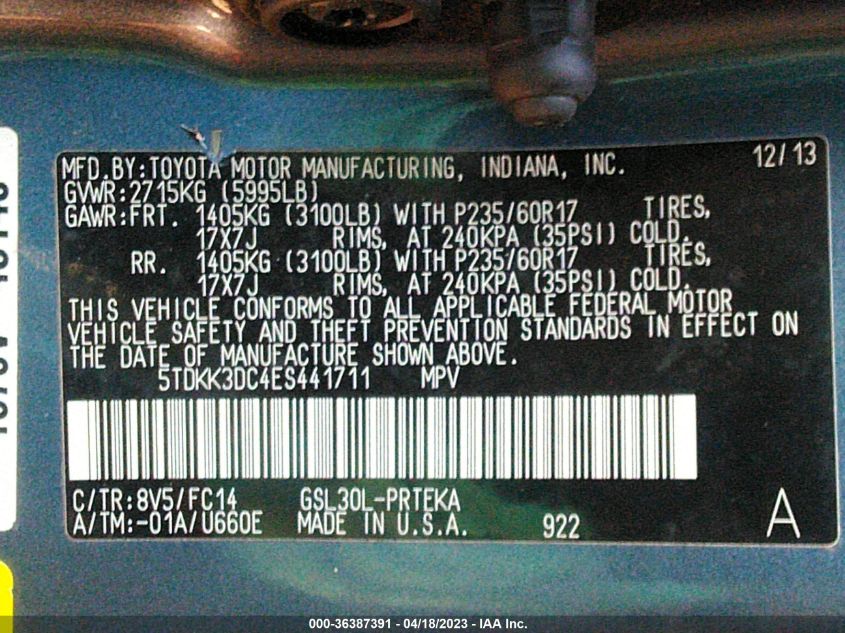 MFD.BY:TOYOTA MOTOR MANUFACTURING, INDIANA, INC. 12/13
GVWR:2715KG (5995LB)
GAWR:FRT. 1405KG (3100LB) WITH P235/60R17 TIRES,
17X7J RIMS, AT 240KPA (35PSI) COLD.
RR. 1405KG (3100LB) WITH P235/60R17 TIRES,
17X7J RIMS, AT 240KPA (35PSI) COLD.
THIS VEHICLE CONFORMS TO ALL APPLICABLE FEDERAL MOTOR
VEHICLE SAFETY AND THEFT PREVENTION STANDARDS IN EFFECT ON
THE DATE OF MANUFACTURE SHOWN ABOVE.
5TDKK3DC4ES441711 MPV
C/TR:8V5/FC14 GSL30L-PRTEKA
A/TM:-01A/U660E MADE IN U.S.A. 922 A
000-36387391 - 04/18/2023 - IAA Inc.